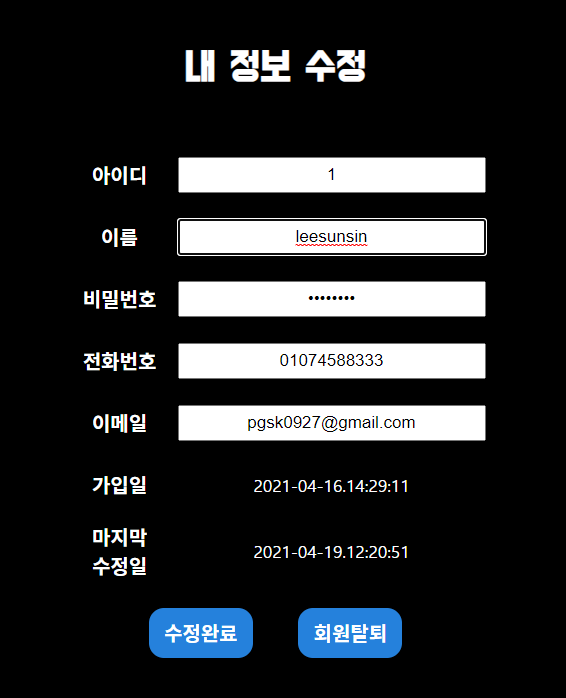 내 정보 수정
아이디 1
이름 leesunsin
비밀번호 ••••••••
전화번호 01074588333
이메일 pgsk0927@gmail.com
가입일 2021-04-16.14:29:11
마지막
수정일 2021-04-19.12:20:51
수정완료 회원탈퇴